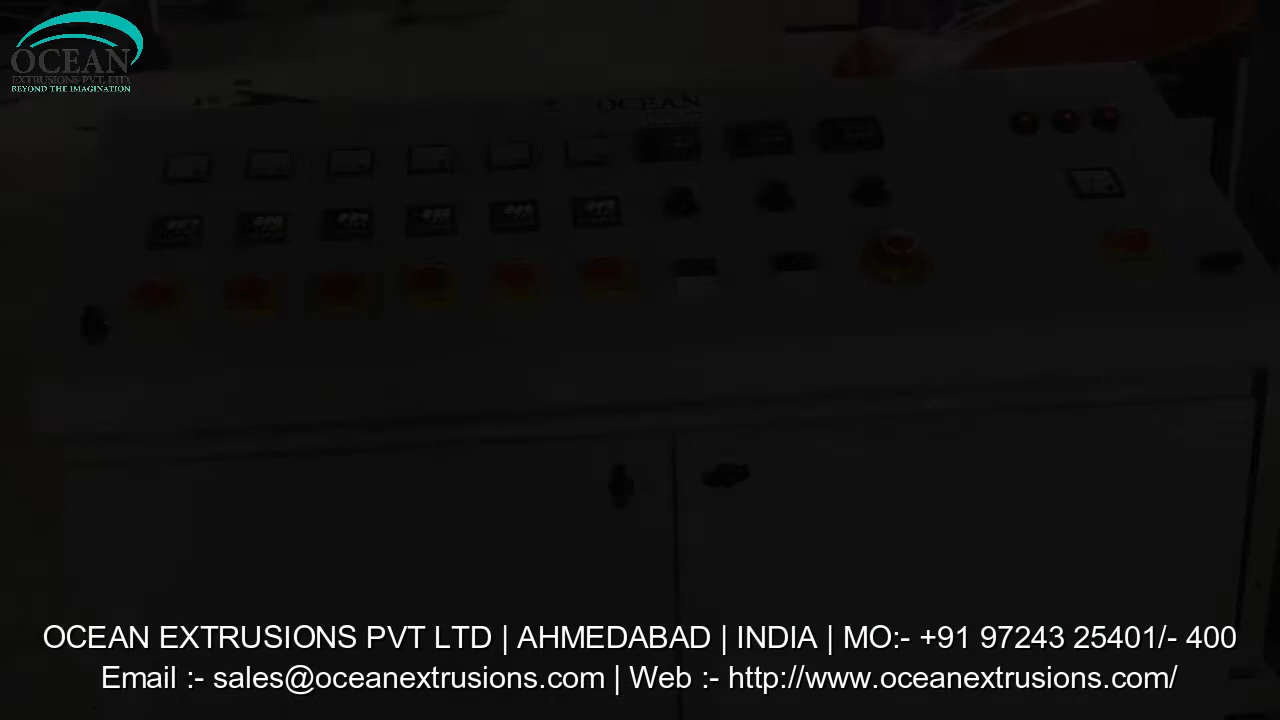 OCEAN
EXTRUSIONS PVT. LTD.
BEYOND THE IMAGINATION
OCEAN
OCEAN EXTRUSIONS PVT LTD | AHMEDABAD | INDIA | MO:- +91 97243 25401/- 400
Email :- sales@oceanextrusions.com | Web :- http://www.oceanextrusions.com/